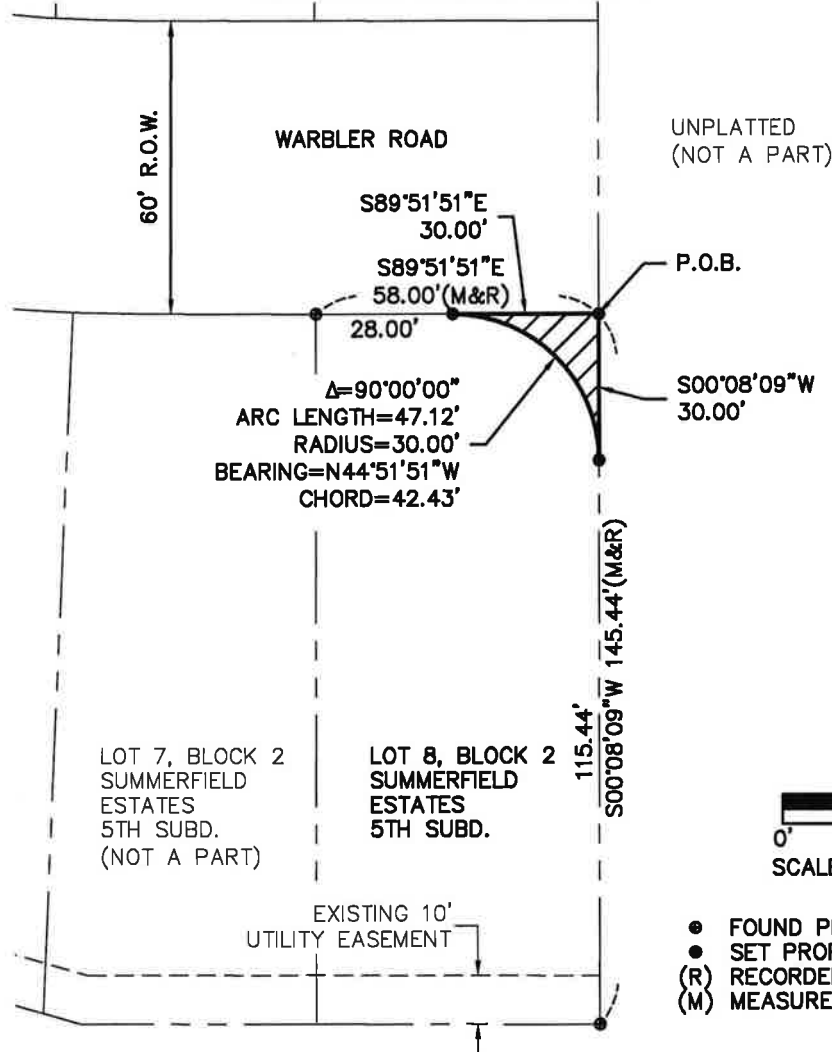 60' R.O.W.
WARBLER ROAD
UNPLATTED
(NOT A PART)
S89°51'51"E
30.00'
S89°51'51"E
58.00'(M&R)
28.00'
P.O.B.
S00°08'09"W
30.00'
Δ=90°00'00"
ARC LENGTH=47.12'
RADIUS=30.00'
BEARING=N44°51'51"W
CHORD=42.43'
115.44'
S00°08'09"W 145.44'(M&R)
LOT 7, BLOCK 2
SUMMERFIELD
ESTATES
5TH SUBD.
(NOT A PART)
LOT 8, BLOCK 2
SUMMERFIELD
ESTATES
5TH SUBD.
EXISTING 10'
UTILITY EASEMENT
0'
SCALE
FOUND
SET
(R) RECORDED
(M)